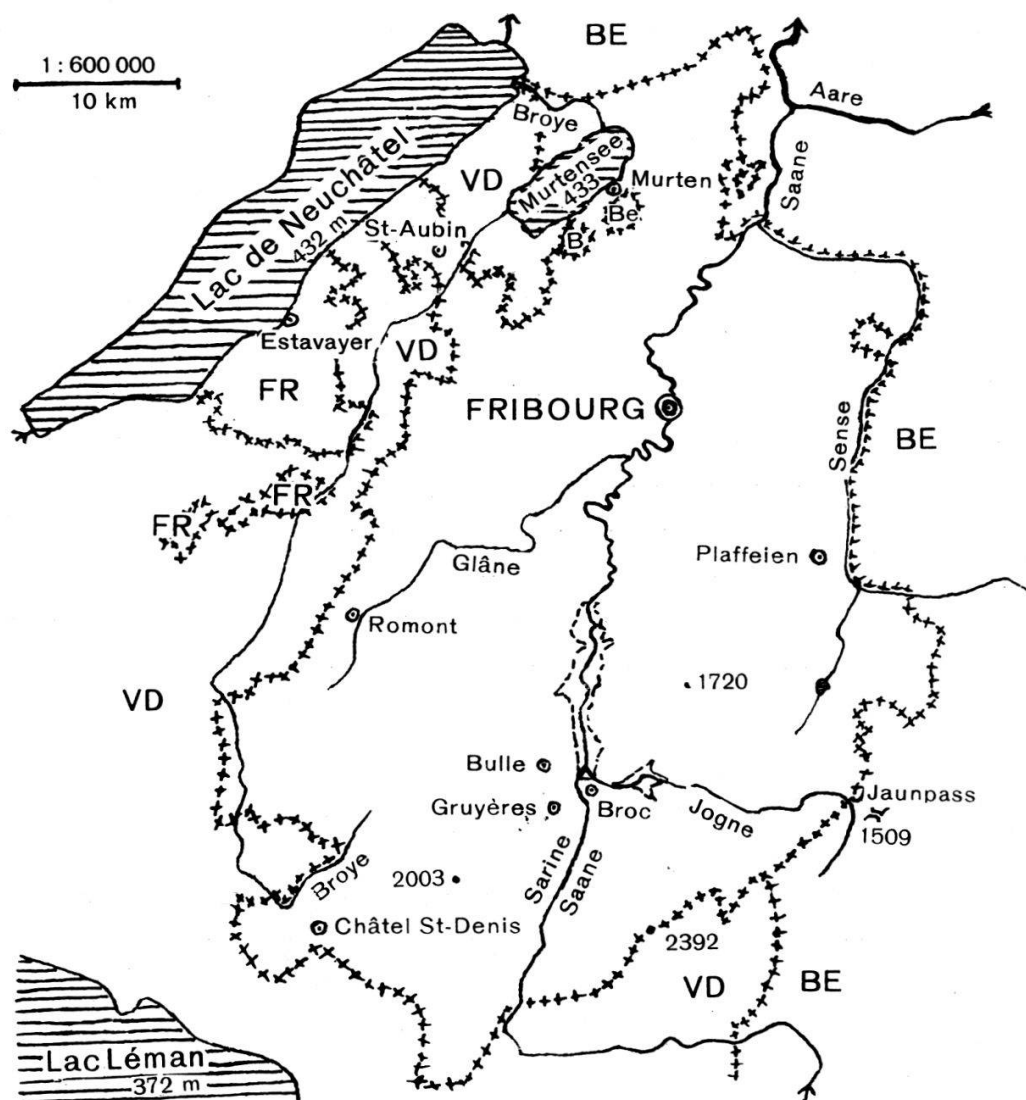 BE
1:600 000
10 km
Aare
Broye
Lac de Neuchâtel
432 m
VD
Murtensee
433
Murten
Saane
St-Aubin
Be
B
Estavayer
VD
FR
FRIBOURG
BE
Sense
FR
FR
Plaffeien
Glâne
Romont
1720
VD
Bulle
Jaunpass
Gruyères
Broc
Jogne
1509
Broye
2003
Sarine
Saane
Châtel St-Denis
2392
VD
BE
Lac Léman
372 m